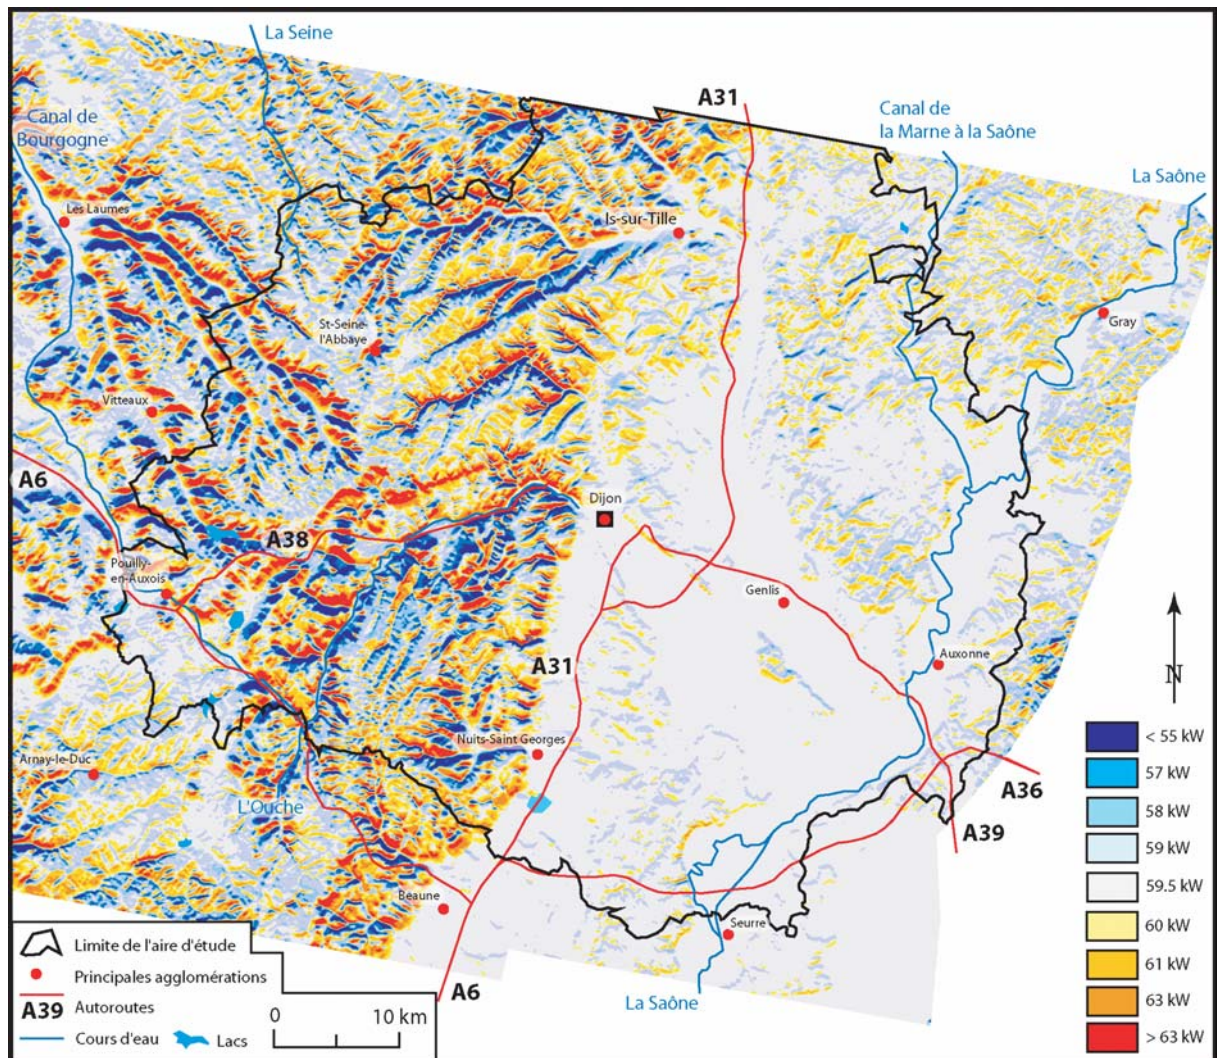 La Seine
A31
Canal de
la Marne à la Saône
Canal de
Bourgogne
La Saône
Les Laumes
Is-sur-Tille
St-Seine-
l'Abbaye
Gray
Vitteaux
A6
Dijon
A38
Pouilly-
en-Auxois
Genlis
Auxonne
A31
N
Nuits-Saint Georges
Arnay-le-Duc
L'Ouche
A36
A39
Beaune
Seurre
A6
La Saône
< 55 kW
57 kW
58 kW
59 kW
59.5 kW
60 kW
61 kW
63 kW
> 63 kW
Limite de l'aire d'étude
Principales agglomérations
A39 Autoroutes
Cours d'eau Lacs
0 10 km